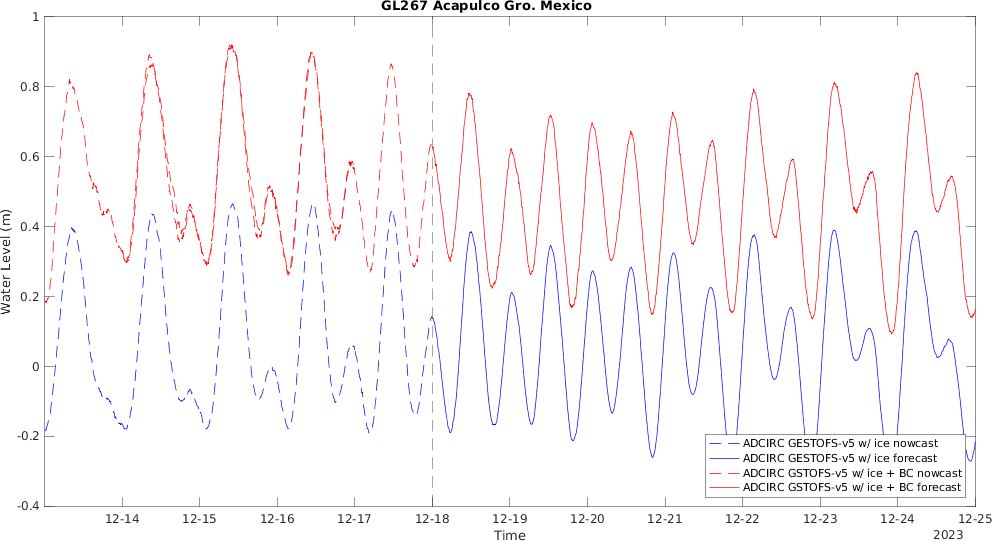 GL267 Acapulco Gro. Mexico
Water Level (m)
1
0.8
0.6
0.4
0.2
0
-0.2
-0.4
12-14 12-15 12-16 12-17 12-18 12-19 12-20 12-21 12-22 12-23 12-24 12-25
Time
2023
ADCIRC GESTOFS-v5 w/ ice nowcast
ADCIRC GESTOFS-v5 w/ ice forecast
ADCIRC GSTOFS-v5 w/ ice + BC nowcast
ADCIRC GSTOFS-v5 w/ ice + BC forecast